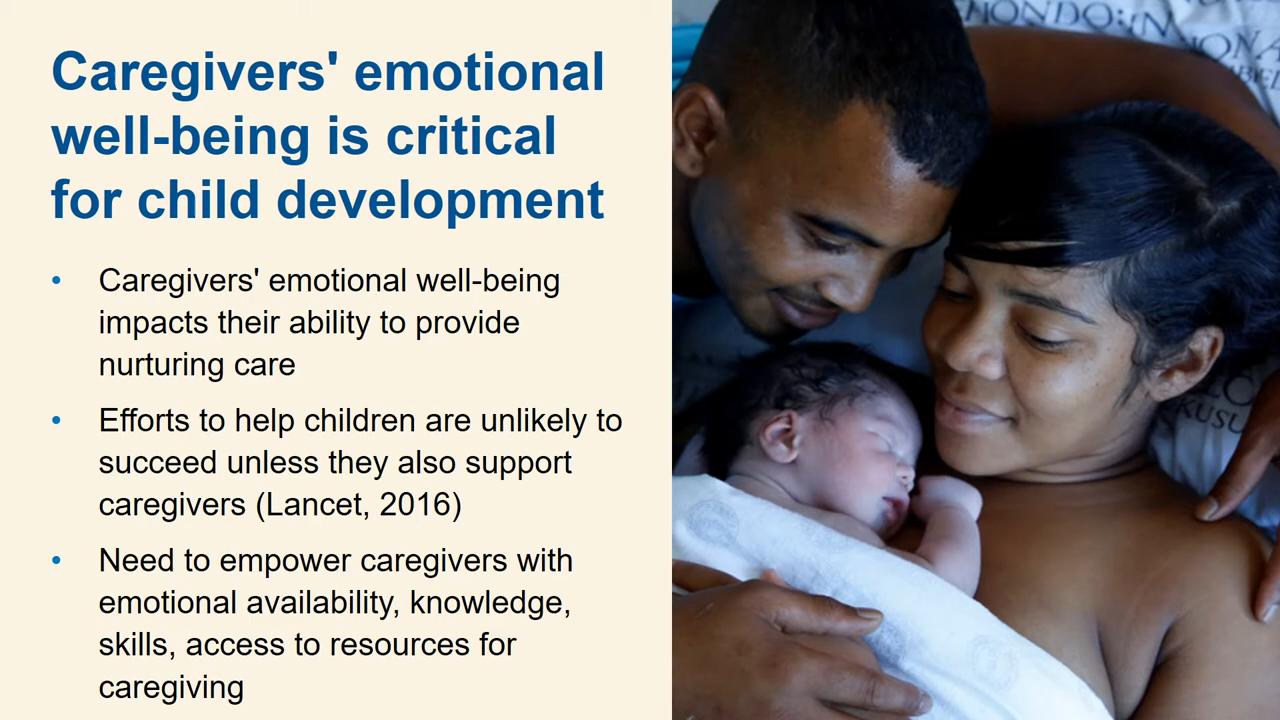 Caregivers' emotional
well-being is critical
for child development
• Caregivers' emotional well-being
impacts their ability to provide
nurturing care
• Efforts to help children are unlikely to
succeed unless they also support
caregivers (Lancet, 2016)
• Need to empower caregivers with
emotional availability, knowledge,
skills, access to resources for
caregiving